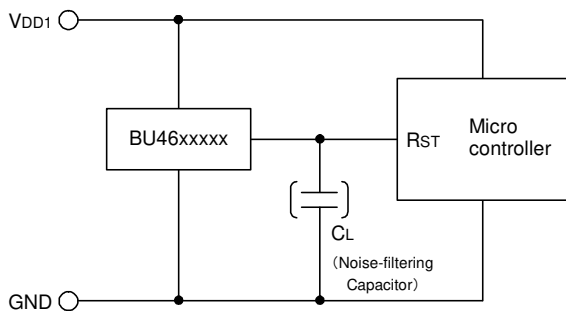 VDD1
BU46xxxxx
RST
Micro
controller
CL
（Noise-filtering
Capacitor）
GND